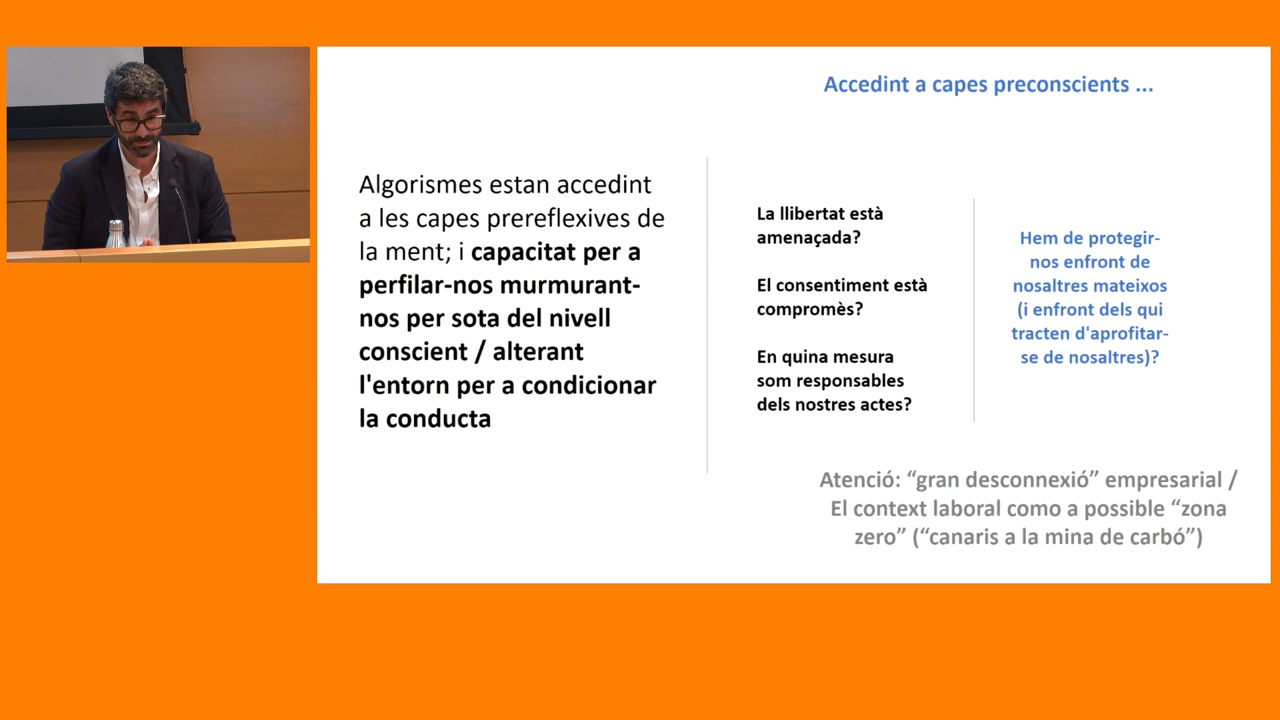 Accedint a capes preconscients ...
Algorismes estan accedint
a les capes prereflexives de
la ment; i capacitat per a
perfilar-nos murmurant-
nos per sota del nivell
conscient / alterant
l'entorn per a condicionar
la conducta
La llibertat està
amenaçada?
El consentiment està
compromès?
En quina mesura
som responsables
dels nostres actes?
Hem de protegir-
nos enfront de
nosaltres mateixos
(i enfront dels qui
tracten d'aprofitar-
se de nosaltres)?
Atenció: “gran desconnexió” empresarial /
El context laboral como a possible “zona
zero” (“canaris a la mina de carbó”)